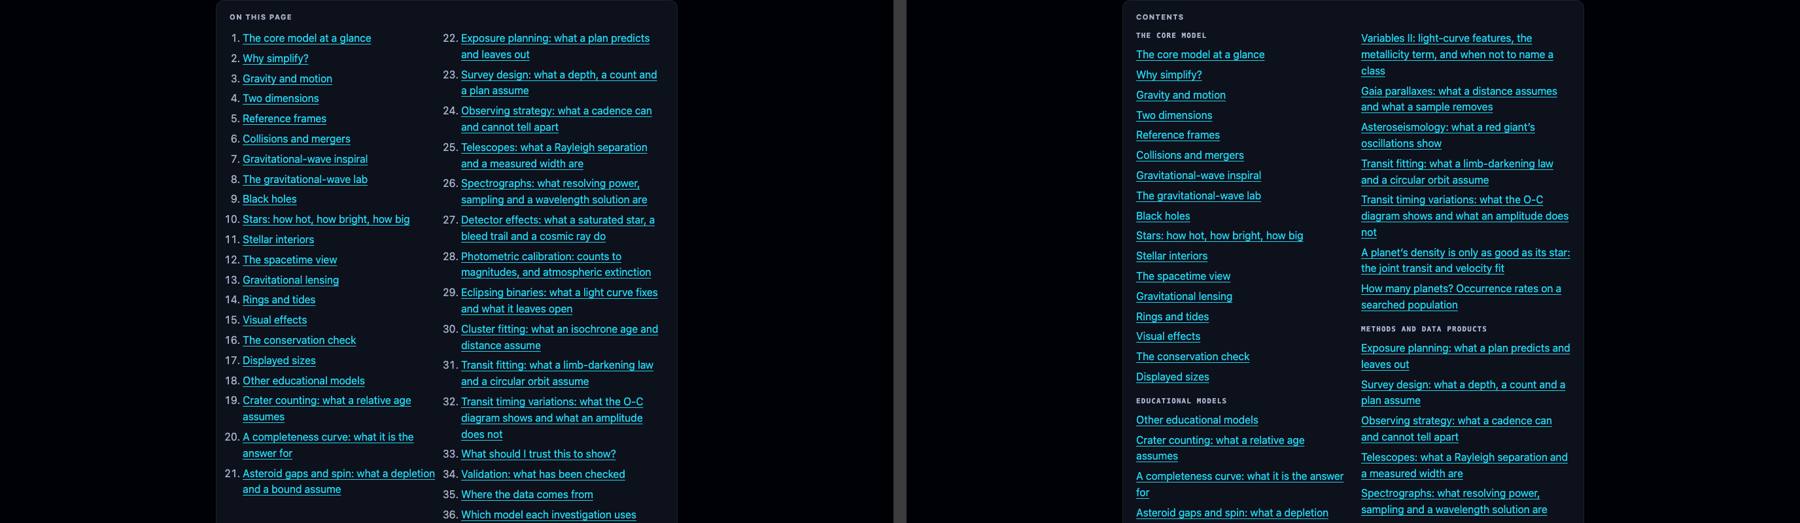 ON THIS PAGE
1. The core model at a glance
2. Why simplify?
3. Gravity and motion
4. Two dimensions
5. Reference frames
6. Collisions and mergers
7. Gravitational-wave inspiral
8. The gravitational-wave lab
9. Black holes
10. Stars: how hot, how bright, how big
11. Stellar interiors
12. The spacetime view
13. Gravitational lensing
14. Rings and tides
15. Visual effects
16. The conservation check
17. Displayed sizes
18. Other educational models
19. Crater counting: what a relative age
assumes
20. A completeness curve: what it is the
answer for
21. Asteroid gaps and spin: what a depletion
and a bound assume
22. Exposure planning: what a plan predicts
and leaves out
23. Survey design: what a depth, a count and
a plan assume
24. Observing strategy: what a cadence can
and cannot tell apart
25. Telescopes: what a Rayleigh separation
and a measured width are
26. Spectrographs: what resolving power,
sampling and a wavelength solution are
27. Detector effects: what a saturated star, a
bleed trail and a cosmic ray do
28. Photometric calibration: counts to
magnitudes, and atmospheric extinction
29. Eclipsing binaries: what a light curve fixes
and what it leaves open
30. Cluster fitting: what an isochrone age and
distance assume
31. Transit fitting: what a limb-darkening law
and a circular orbit assume
32. Transit timing variations: what the O-C
diagram shows and what an amplitude
does not
33. What should I trust this to show?
34. Validation: what has been checked
35. Where the data comes from
36. Which model each investigation uses
CONTENTS
THE CORE MODEL
The core model at a glance
Why simplify?
Gravity and motion
Two dimensions
Reference frames
Collisions and mergers
Gravitational-wave inspiral
The gravitational-wave lab
Black holes
Stars: how hot, how bright, how big
Stellar interiors
The spacetime view
Gravitational lensing
Rings and tides
Visual effects
The conservation check
Displayed sizes
EDUCATIONAL MODELS
Other educational models
Crater counting: what a relative age
assumes
A completeness curve: what it is the answer
for
Asteroid gaps and spin: what a depletion
Variables II: light-curve features, the
metallicity term, and when not to name a
class
Gaia parallaxes: what a distance assumes
and what a sample removes
Asteroseismology: what a red giant's
oscillations show
Transit fitting: what a limb-darkening law
and a circular orbit assume
Transit timing variations: what the O-C
diagram shows and what an amplitude does
not
A planet's density is only as good as its star:
the joint transit and velocity fit
How many planets? Occurrence rates on a
searched population
METHODS AND DATA PRODUCTS
Exposure planning: what a plan predicts and
leaves out
Survey design: what a depth, a count and a
plan assume
Observing strategy: what a cadence can
and cannot tell apart
Telescopes: what a Rayleigh separation and
a measured width are
Spectrographs: what resolving power,
sampling and a wavelength solution are